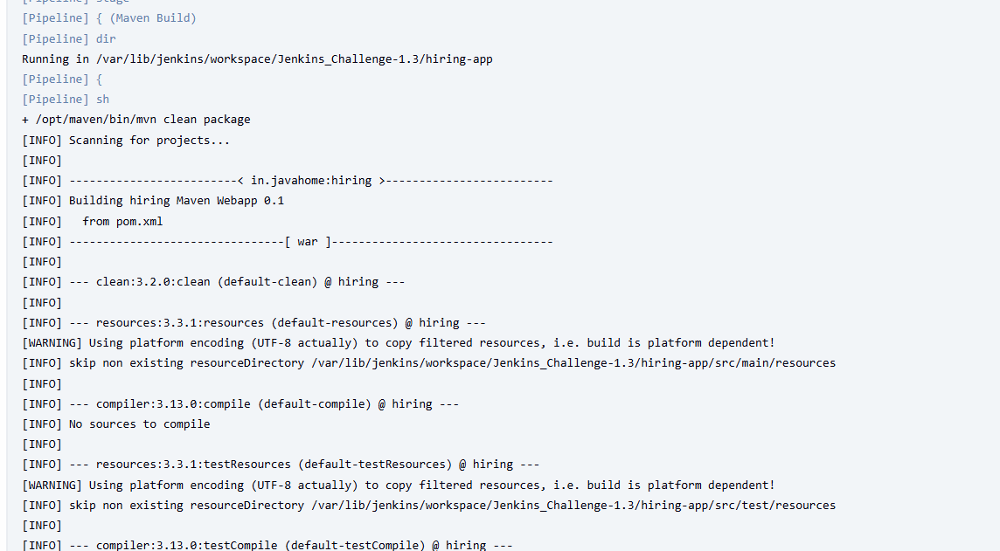 [Pipeline] stage
[Pipeline] { (Maven Build)
[Pipeline] dir
Running in /var/lib/jenkins/workspace/Jenkins_Challenge-1.3/hiring-app
[Pipeline] {
[Pipeline] sh
+ /opt/maven/bin/mvn clean package
[INFO] Scanning for projects...
[INFO]
[INFO] -------------------------< in.javahome:hiring >-------------------------
[INFO] Building hiring Maven Webapp 0.1
[INFO]   from pom.xml
[INFO] --------------------------------[ war ]---------------------------------
[INFO]
[INFO] --- clean:3.2.0:clean (default-clean) @ hiring ---
[INFO]
[INFO] --- resources:3.3.1:resources (default-resources) @ hiring ---
[WARNING] Using platform encoding (UTF-8 actually) to copy filtered resources, i.e. build is platform dependent!
[INFO] skip non existing resourceDirectory /var/lib/jenkins/workspace/Jenkins_Challenge-1.3/hiring-app/src/main/resources
[INFO]
[INFO] --- compiler:3.13.0:compile (default-compile) @ hiring ---
[INFO] No sources to compile
[INFO]
[INFO] --- resources:3.3.1:testResources (default-testResources) @ hiring ---
[WARNING] Using platform encoding (UTF-8 actually) to copy filtered resources, i.e. build is platform dependent!
[INFO] skip non existing resourceDirectory /var/lib/jenkins/workspace/Jenkins_Challenge-1.3/hiring-app/src/test/resources
[INFO]
[INFO] --- compiler:3.13.0:testCompile (default-testCompile) @ hiring ---